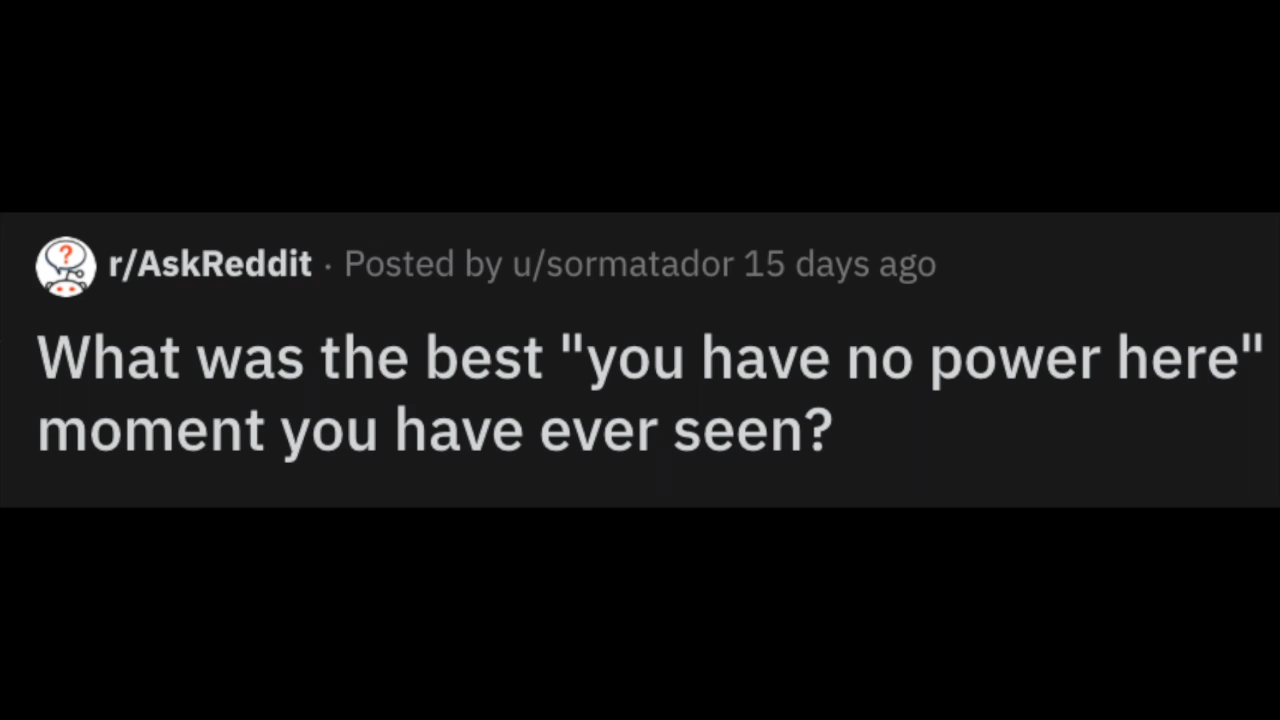 r/AskReddit · Posted by u/sormatador 15 days ago
What was the best "you have no power here"
moment you have ever seen?